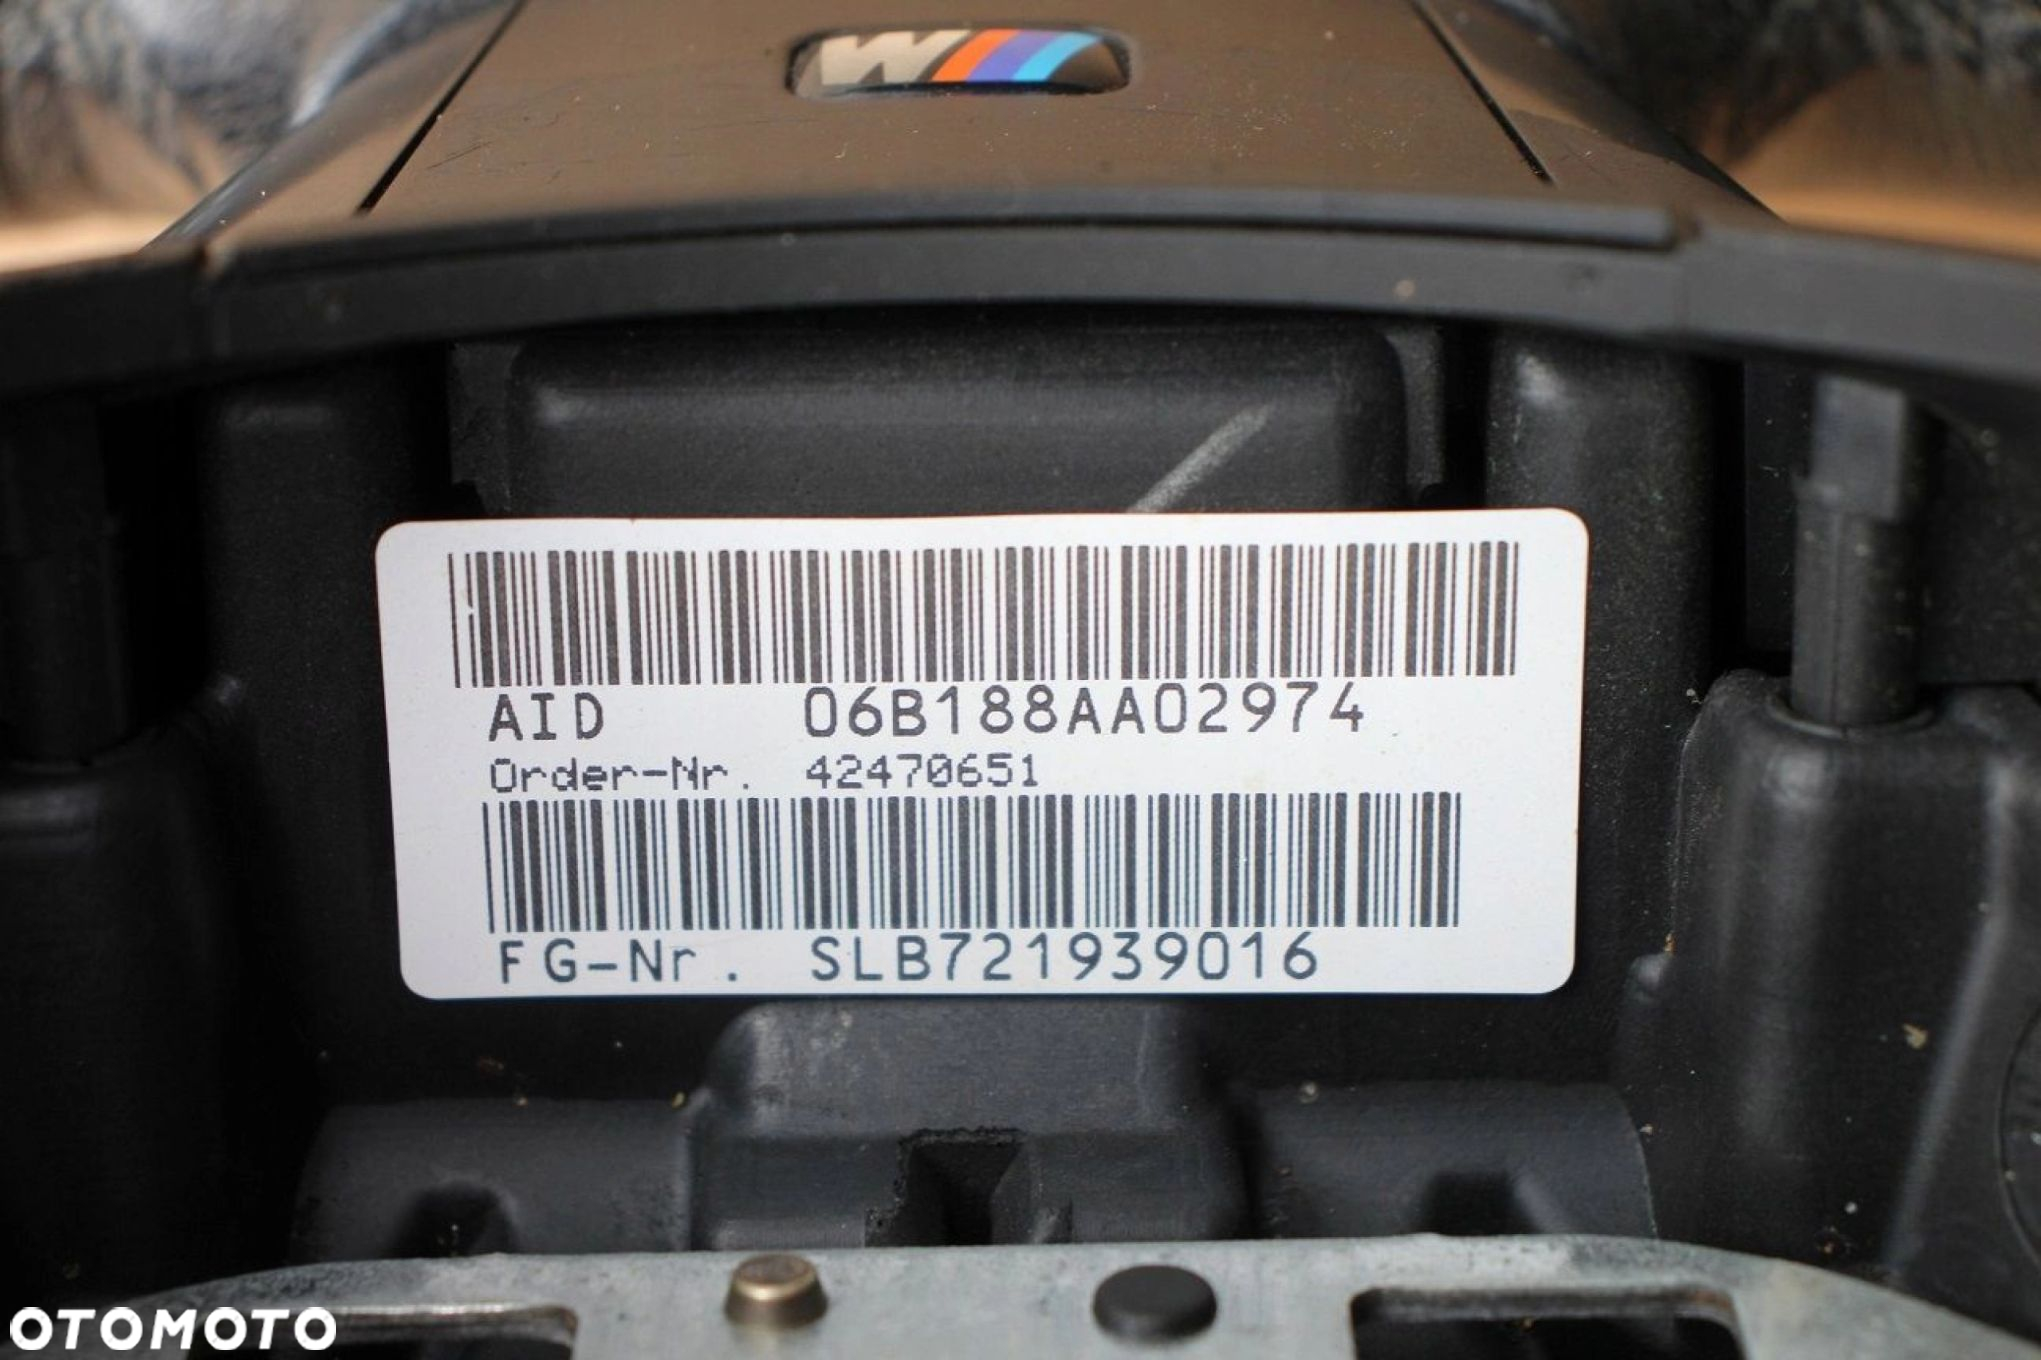 M
AID 06B188AA02974
Order-Nr. 42470651
FG-Nr. SLB721939016
OTOMOTO